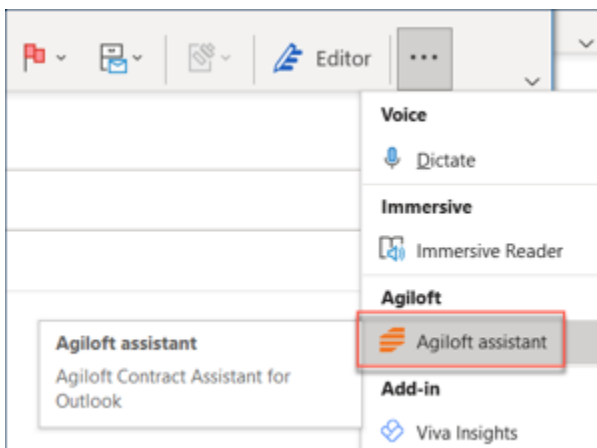 Editor
...
Voice
Dictate
Immersive
Immersive Reader
Agiloft
Agiloft assistant
Agiloft assistant
Agiloft Contract Assistant for
Outlook
Add-in
Viva Insights